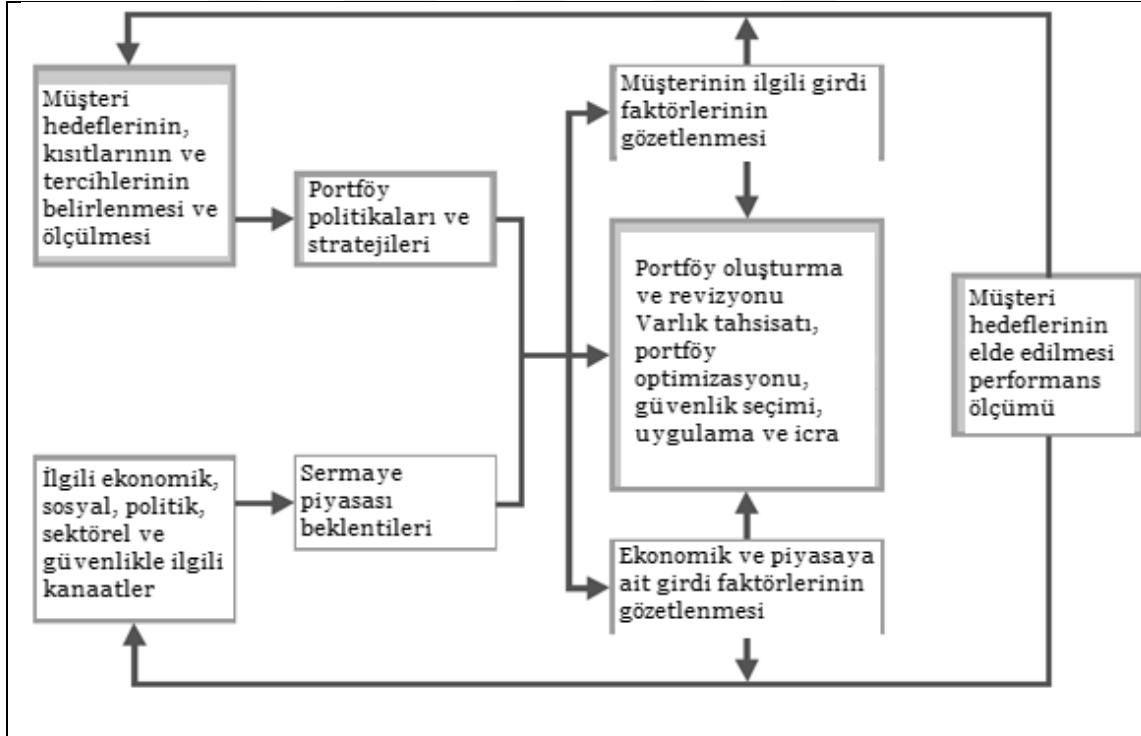 Müşteri
hedeflerinin,
kısıtlarının ve
tercihlerinin
belirlenmesi ve
ölçülmesi
Portföy
politikaları ve
stratejileri
Müşterinin ilgili girdi
faktörlerinin
gözetlenmesi
Portföy oluşturma
ve revizyonu
Varlık tahsisatı,
portföy
optimizasyonu,
güvenlik seçimi,
uygulama ve icra
Müşteri
hedeflerinin
elde edilmesi
performans
ölçümü
İlgili ekonomik,
sosyal, politik,
sektörel ve
güvenlikle ilgili
kanaatler
Sermaye
piyasası
beklentileri
Ekonomik ve piyasaya
ait girdi faktörlerinin
gözetlenmesi